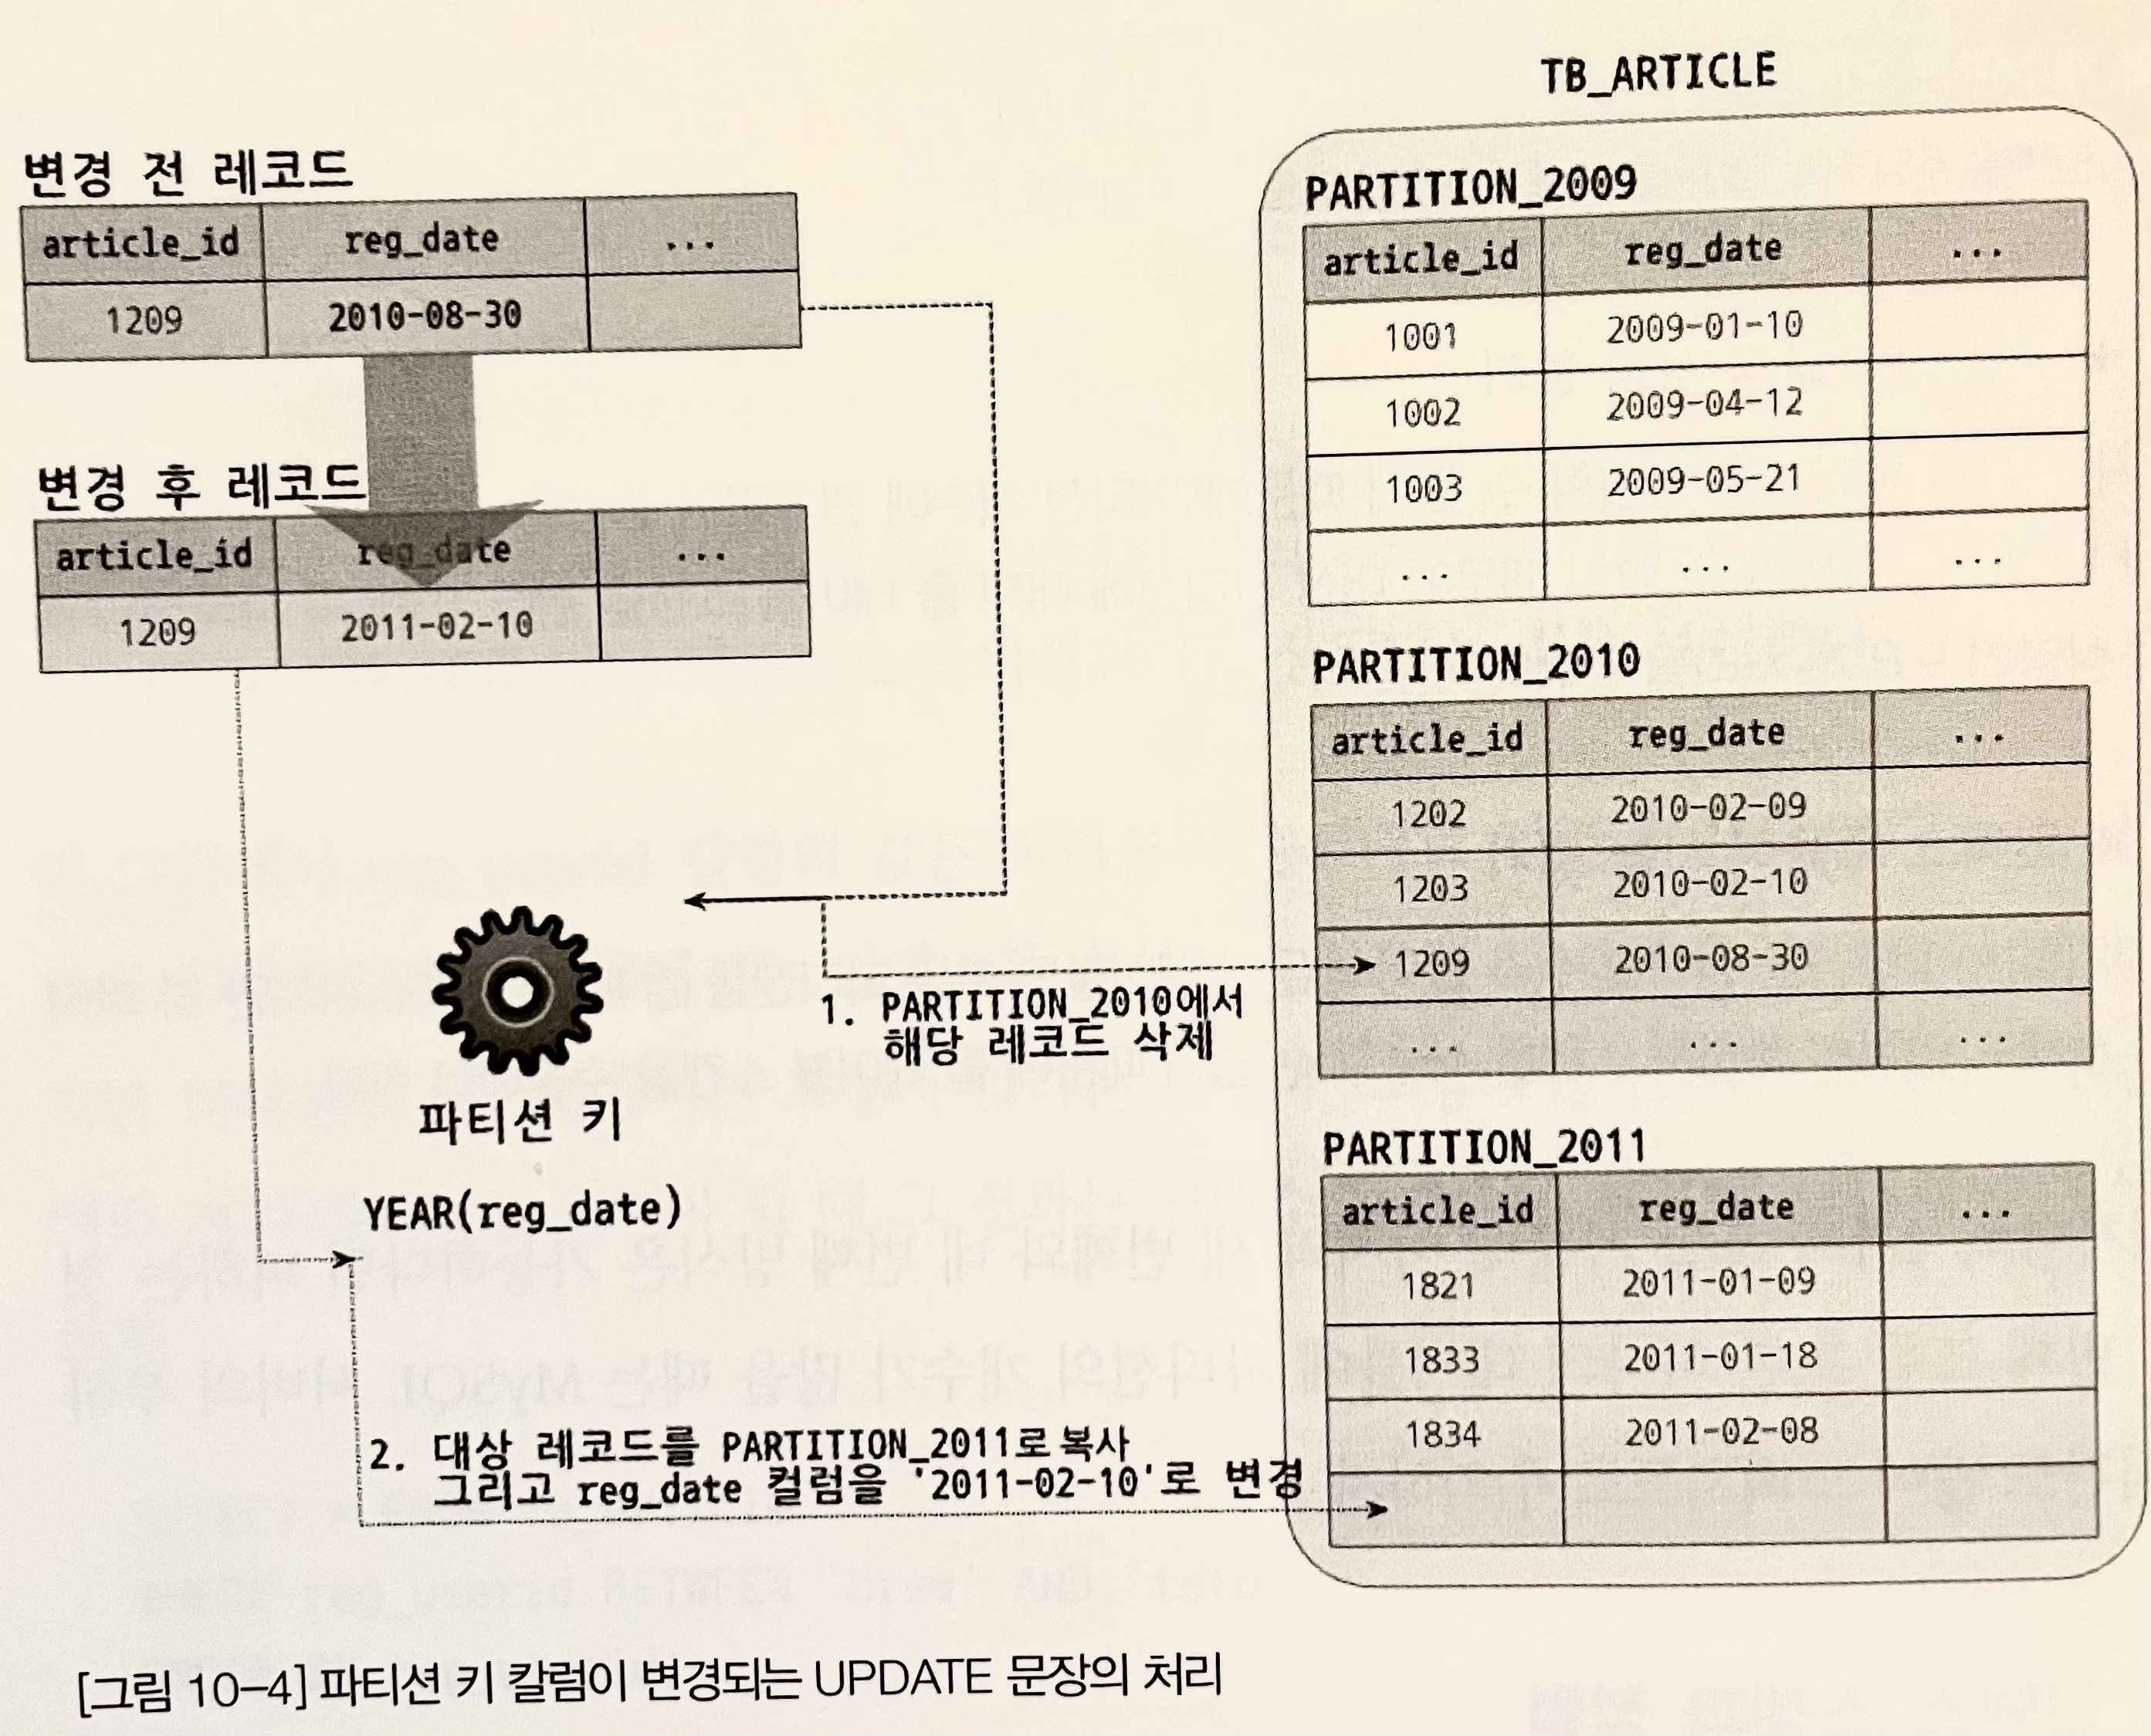 TB_ARTICLE
변경 전 레코드
article_id reg_date ...
1209 2010-08-30
변경 후 레코드
article_id reg_date ...
1209 2011-02-10
파티션 키
YEAR(reg_date)
1. PARTITION_2010에서
해당 레코드 삭제
2. 대상 레코드를 PARTITION_2011로 복사
그리고 reg_date 컬럼을 '2011-02-10'로 변경
PARTITION_2009
article_id reg_date ...
1001 2009-01-10
1002 2009-04-12
1003 2009-05-21
... ... ...
PARTITION_2010
article_id reg_date ...
1202 2010-02-09
1203 2010-02-10
1209 2010-08-30
... ... ...
PARTITION_2011
article_id reg_date ...
1821 2011-01-09
1833 2011-01-18
1834 2011-02-08
[그림 10-4] 파티션 키 칼럼이 변경되는 UPDATE 문장의 처리